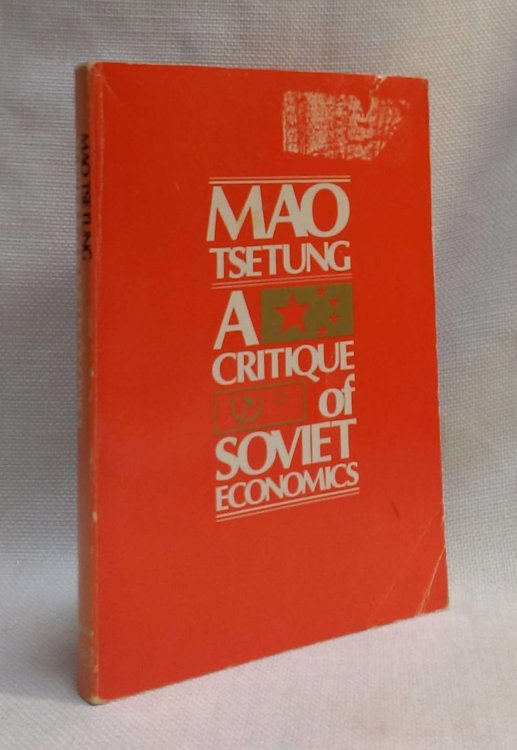 MAO TSETUNG
MAO
TSETUNG
A
CRITIQUE
of
SOVIET
ECONOMICS